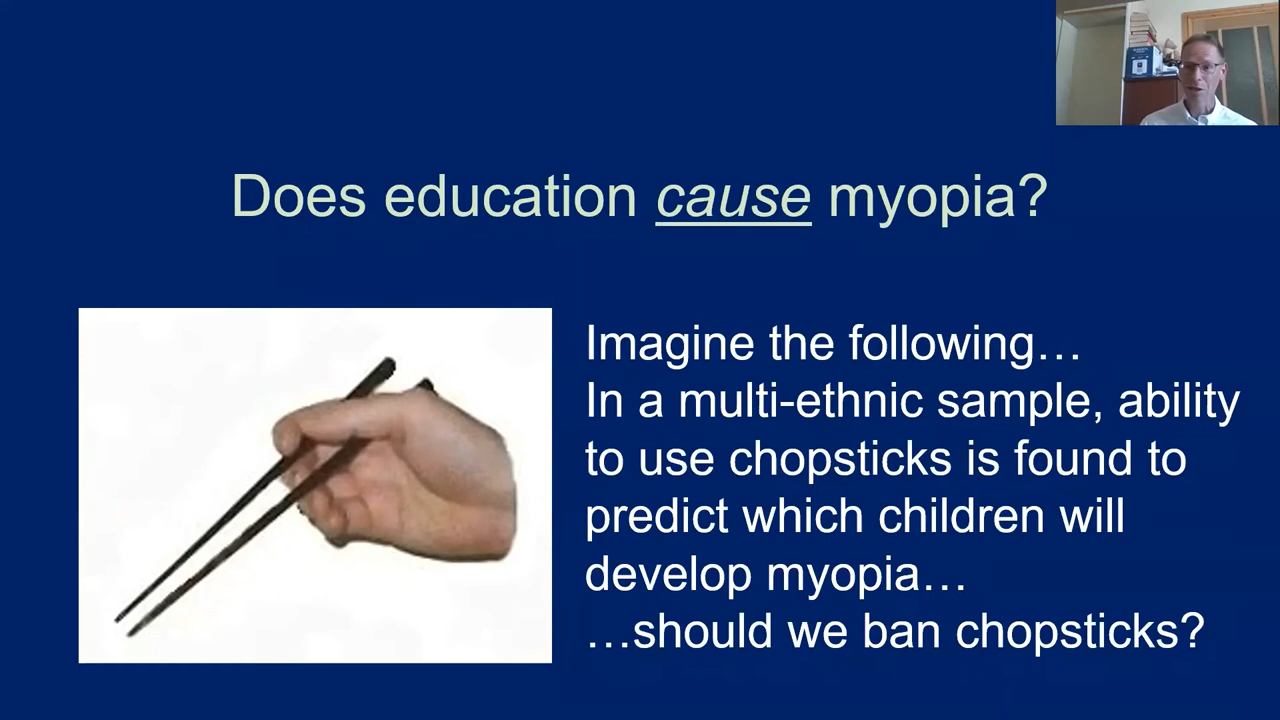 Does education cause myopia?
Imagine the following…
In a multi-ethnic sample, ability
to use chopsticks is found to
predict which children will
develop myopia…
…should we ban chopsticks?